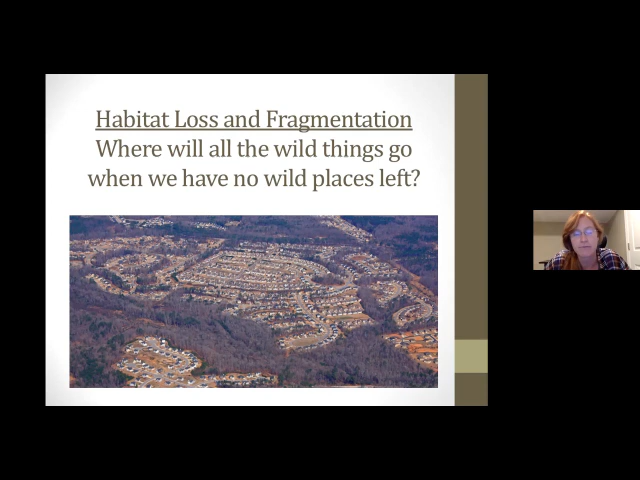 Habitat Loss and Fragmentation
Where will all the wild things go
when we have no wild places left?